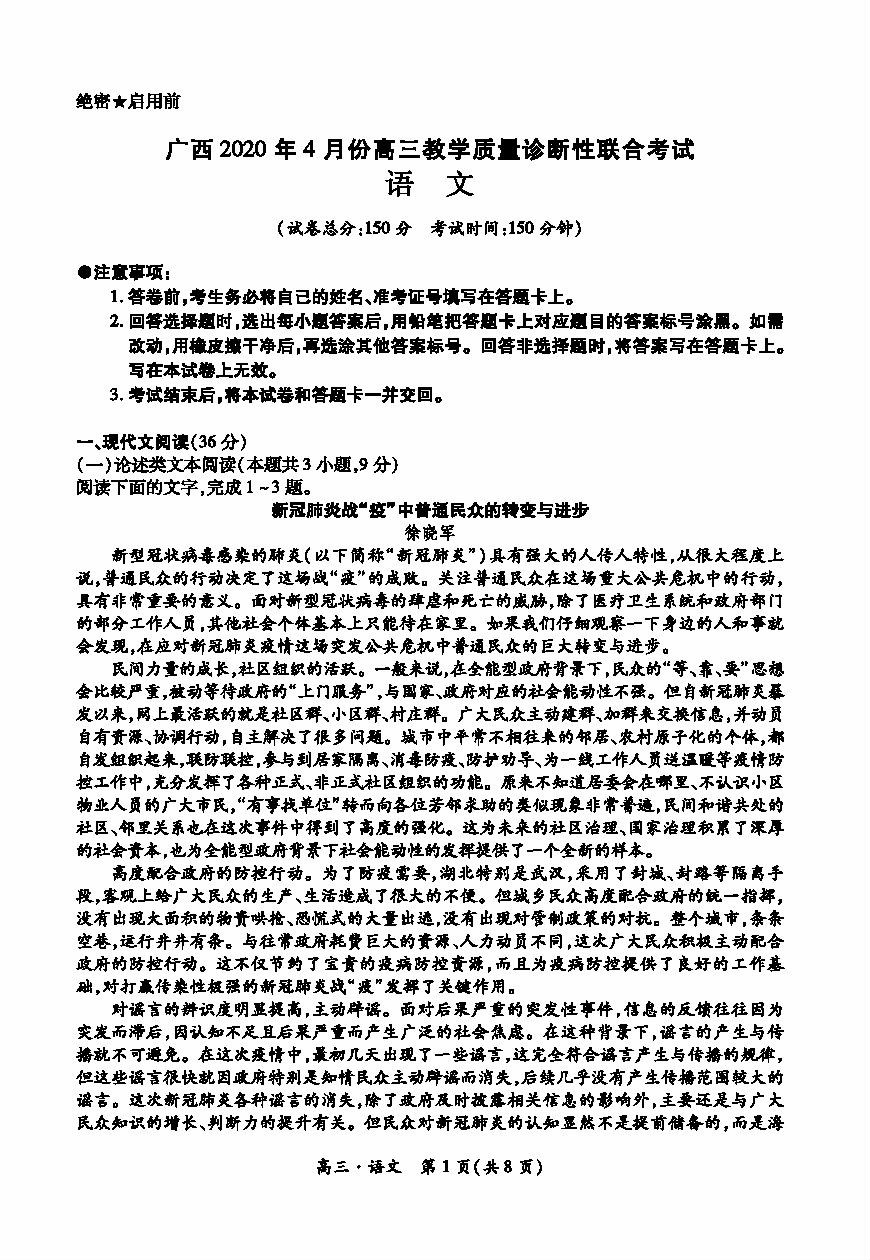 绝密★启用前
广西 2020 年 4 月份高三教学质量诊断性联合考试
语 文
(试卷总分:150 分 考试时间:150 分钟)
●注意事项:
1. 答卷前,考生务必将自己的姓名、准考证号填写在答题卡上。
2. 回答选择题时,选出每小题答案后,用铅笔把答题卡上对应题目的答案标号涂黑。如需
改动,用橡皮擦干净后,再选涂其他答案标号。回答非选择题时,将答案写在答题卡上。
写在本试卷上无效。
3. 考试结束后,将本试卷和答题卡一并交回。
一、现代文阅读(36 分)
(一)论述类文本阅读(本题共 3 小题,9 分)
阅读下面的文字,完成 1 ~3 题。
新冠肺炎战“疫”中普通民众的转变与进步
徐晓军
新型冠状病毒感染的肺炎(以下简称“新冠肺炎”)具有强大的人传人特性,从很大程度上
说,普通民众的行动决定了这场战“疫”的成败。关注普通民众在这场重大公共危机中的行动,
具有非常重要的意义。面对新型冠状病毒的肆虐和死亡的威胁,除了医疗卫生系统和政府部门
的部分工作人员,其他社会个体基本上只能待在家里。如果我们仔细观察一下身边的人和事就
会发现,在应对新冠肺炎疫情这场突发公共危机中普通民众的巨大转变与进步。
民间力量的成长,社区组织的活跃。一般来说,在全能型政府背景下,民众的“等、靠、要”思想
会比较严重,被动等待政府的“上门服务”,与国家、政府对应的社会能动性不强。但自新冠肺炎暴
发以来,网上最活跃的就是社区群、小区群、村庄群。广大民众主动建群、加群来交换信息,并动员
自有资源、协调行动,自主解决了很多问题。城市中平常不相往来的邻居、农村原子化的个体,都
自发组织起来,联防联控,参与到居家隔离、消毒防疫、防护劝导、为一线工作人员送温暖等疫情防
控工作中,充分发挥了各种正式、非正式社区组织的功能。原来不知道居委会在哪里、不认识小区
物业人员的广大市民,“有事找单位”转而向各位芳邻求助的类似现象非常普遍,民间和谐共处的
社区、邻里关系也在这次事件中得到了高度的强化。这为未来的社区治理、国家治理积累了深厚
的社会资本,也为全能型政府背景下社会能动性的发挥提供了一个全新的样本。
高度配合政府的防控行动。为了防疫需要,湖北特别是武汉,采用了封城、封路等隔离手
段,客观上给广大民众的生产、生活造成了很大的不便。但城乡民众高度配合政府的统一指挥,
没有出现大面积的物资哄抢、恐慌式的大量出逃,没有出现对管制政策的对抗。整个城市,条条
空巷,运行井井有条。与往常政府耗费巨大的资源、人力动员不同,这次广大民众积极主动配合
政府的防控行动。这不仅节约了宝贵的疫病防控资源,而且为疫病防控提供了良好的工作基
础,对打赢传染性极强的新冠肺炎战“疫”发挥了关键作用。
对谣言的辨识度明显提高,主动辟谣。面对后果严重的突发性事件,信息的反馈往往因为
突发而滞后,因认知不足且后果严重而产生广泛的社会焦虑。在这种背景下,谣言的产生与传
播就不可避免。在这次疫情中,最初几天出现了一些谣言,这完全符合谣言产生与传播的规律,
但这些谣言很快就因政府特别是知情民众主动辟谣而消失,后续几乎没有产生传播范围较大的
谣言。这次新冠肺炎各种谣言的消失,除了政府及时披露相关信息的影响外,主要还是与广大
民众知识的增长、判断力的提升有关。但民众对新冠肺炎的认知显然不是提前储备的,而是海
高三·语文 第 1 页(共 8 页)